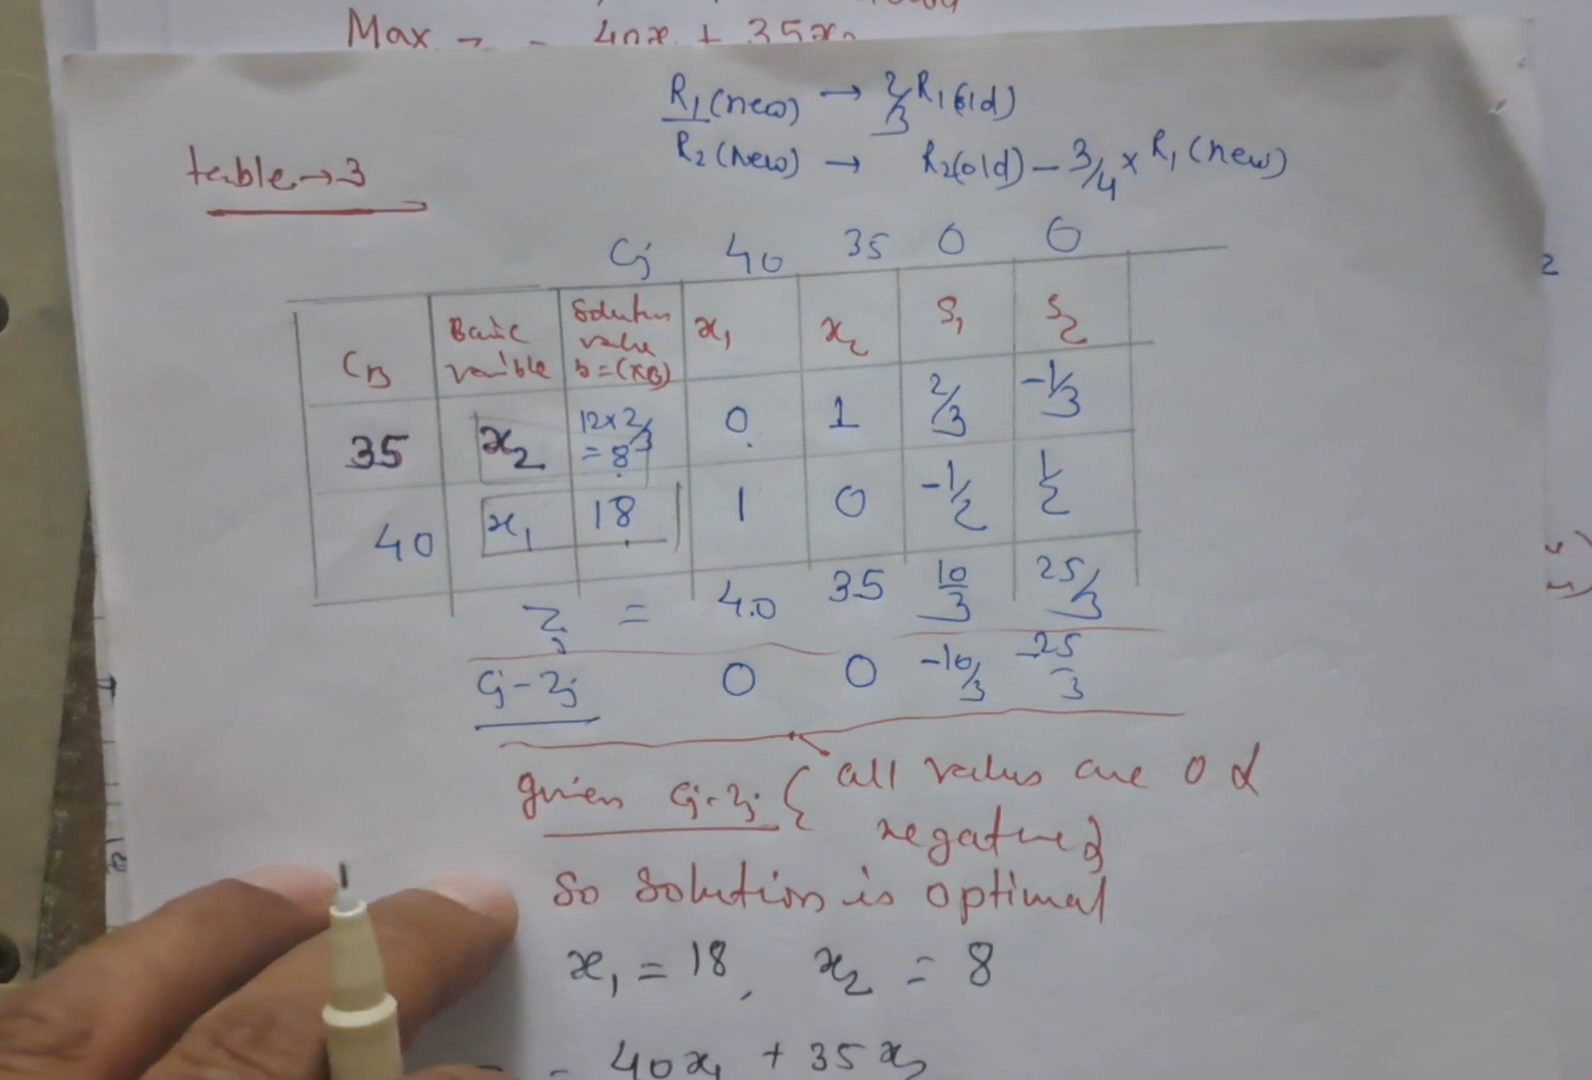 Max 40x + 35x₂
R₁(new) → 2/3 R₁(old)
R₂(new) → R₂(old) - 3/4 × R₁(new)
table → 3
Cj 40 35 0 0
CB Basic variable Solution value b=(XB) x₁ x₂ S₁ S₂
35 x₂ 12×2/3 = 8 0 1 2/3 -1/3
40 x₁ 18 1 0 -1/2 1/2
Zj = 40 35 10/3 25/3
Cj - Zj 0 0 -10/3 -25/3
given Cj - Zj { all values are 0 &
negative }
So solution is optimal
x₁ = 18, x₂ = 8
= 40x₁ + 35x₂